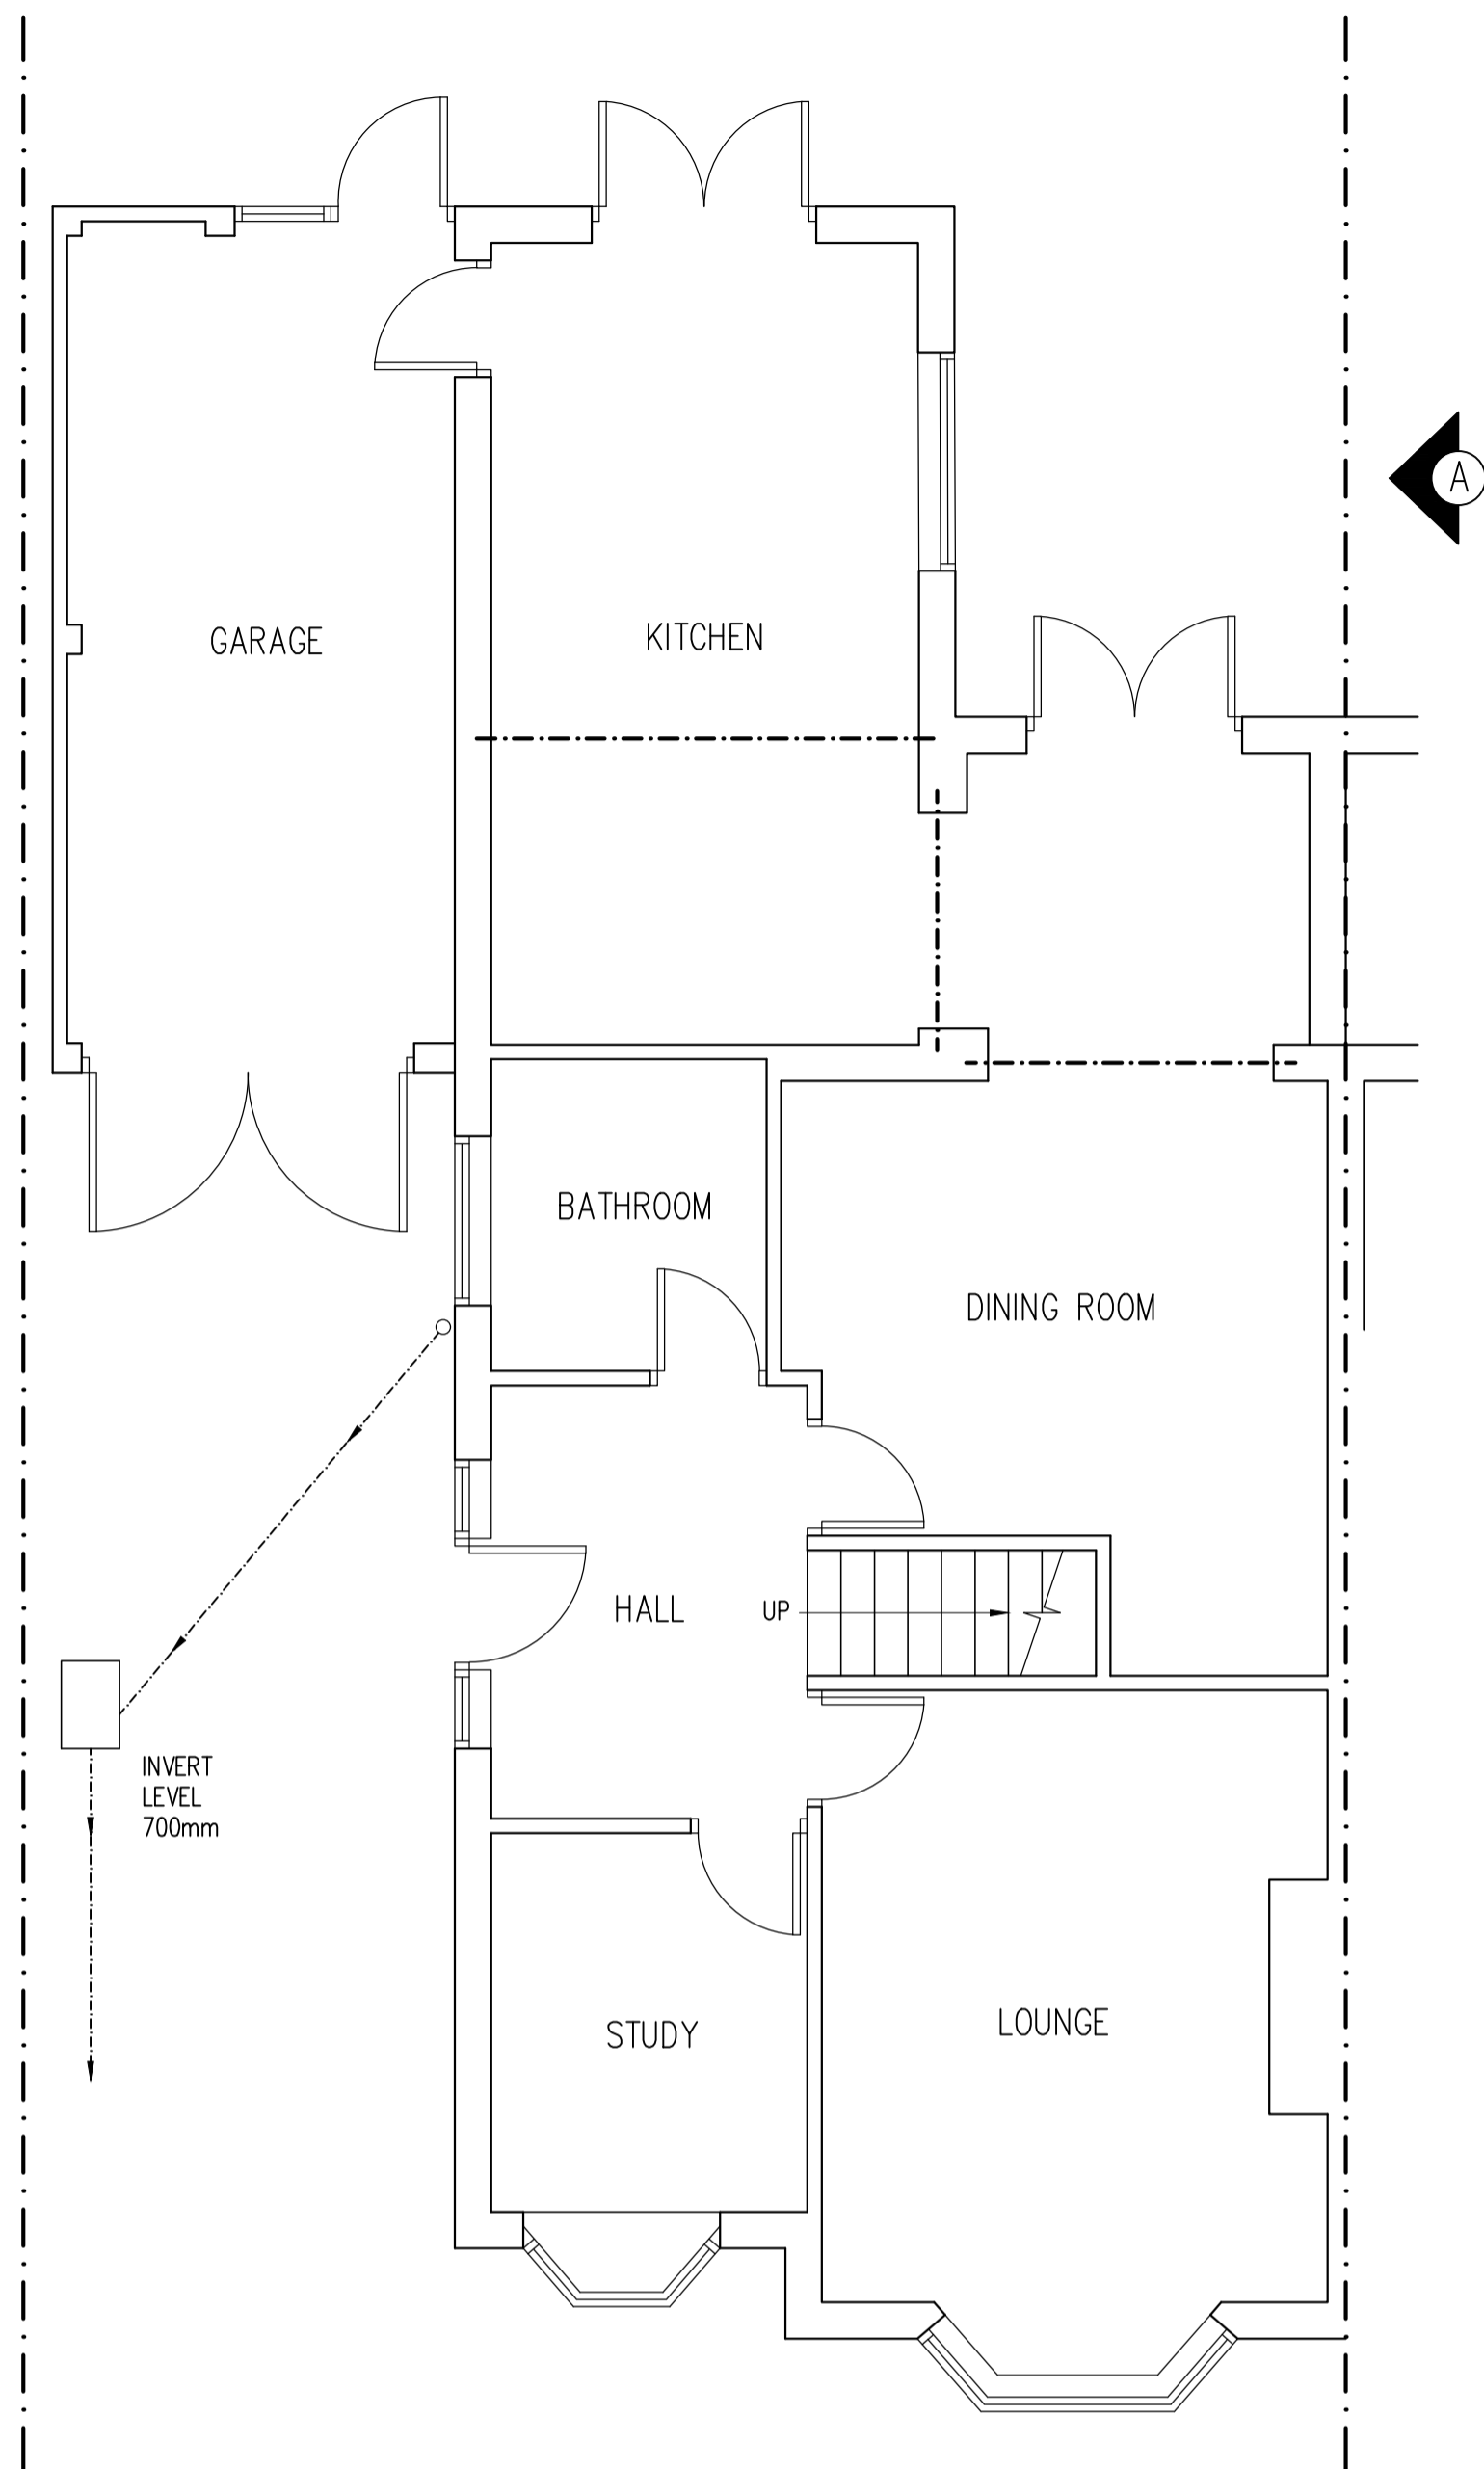 A
GARAGE
KITCHEN
BATHROOM
DINING ROOM
HALL
UP
INVERT
LEVEL
700mm
STUDY
LOUNGE